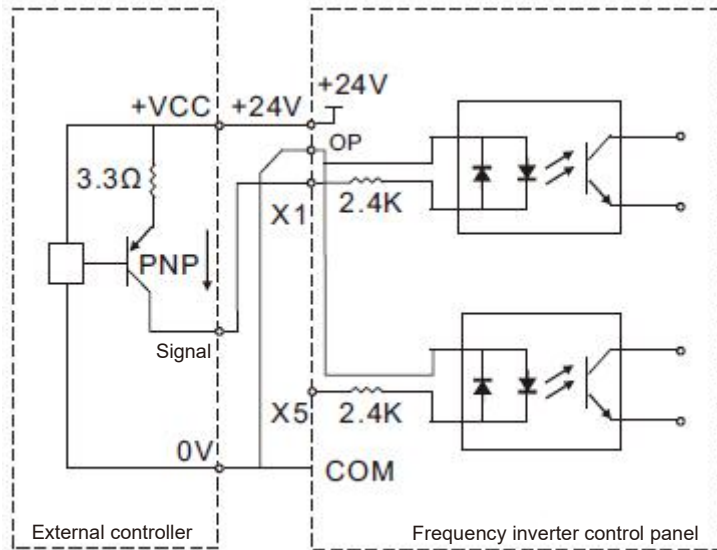 +24V
+VCC
+24V
OP
3.3Ω
X1
2.4K
PNP
Signal
X5
2.4K
0V
COM
External controller
Frequency inverter control panel